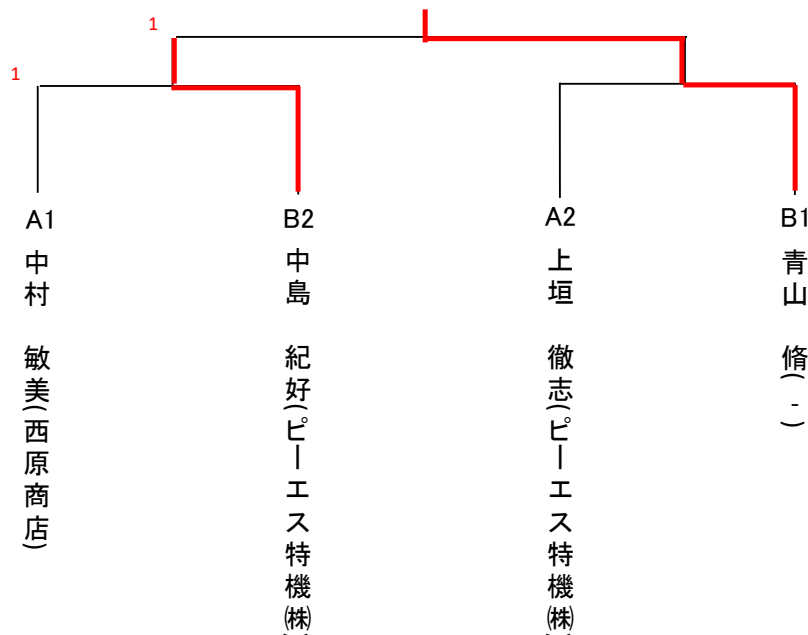 1
1
A1
中村 敏美(西原商店)
B2
中島 紀好(ピーエス特機㈱
A2
上垣 徹志(ピーエス特機㈱
B1
青山 脩(-)